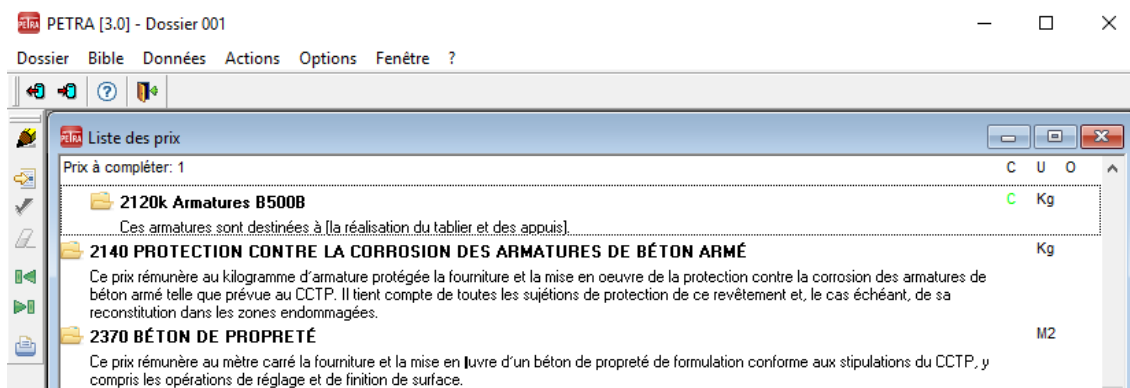 PETRA [3.0] - Dossier 001
Dossier Bible Données Actions Options Fenêtre ?
Liste des prix
Prix à compléter: 1 C U O
2120k Armatures B500B C Kg
Ces armatures sont destinées à [la réalisation du tablier et des appuis].
2140 PROTECTION CONTRE LA CORROSION DES ARMATURES DE BÉTON ARMÉ Kg
Ce prix rémunère au kilogramme d'armature protégée la fourniture et la mise en oeuvre de la protection contre la corrosion des armatures de
béton armé telle que prévue au CCTP. Il tient compte de toutes les sujétions de protection de ce revêtement et, le cas échéant, de sa
reconstitution dans les zones endommagées.
2370 BÉTON DE PROPRETÉ M2
Ce prix rémunère au mètre carré la fourniture et la mise en |uvre d'un béton de propreté de formulation conforme aux stipulations du CCTP, y
compris les opérations de réglage et de finition de surface.